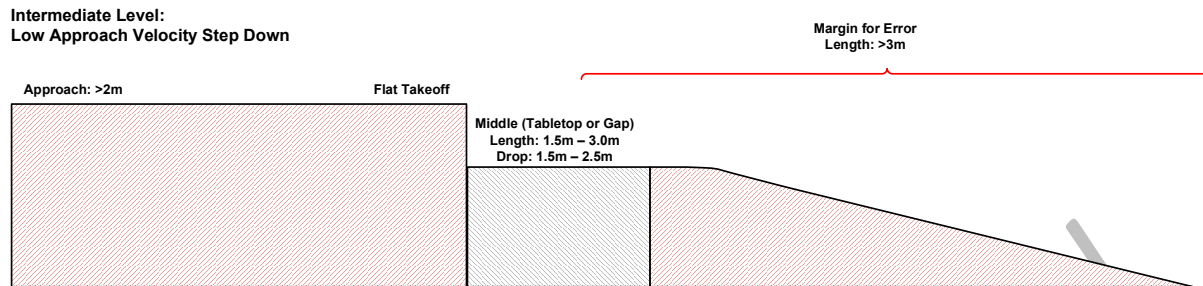 Intermediate Level:
Low Approach Velocity Step Down
Margin for Error
Length: >3m
Approach: >2m
Flat Takeoff
Middle (Tabletop or Gap)
Length: 1.5m – 3.0m
Drop: 1.5m – 2.5m